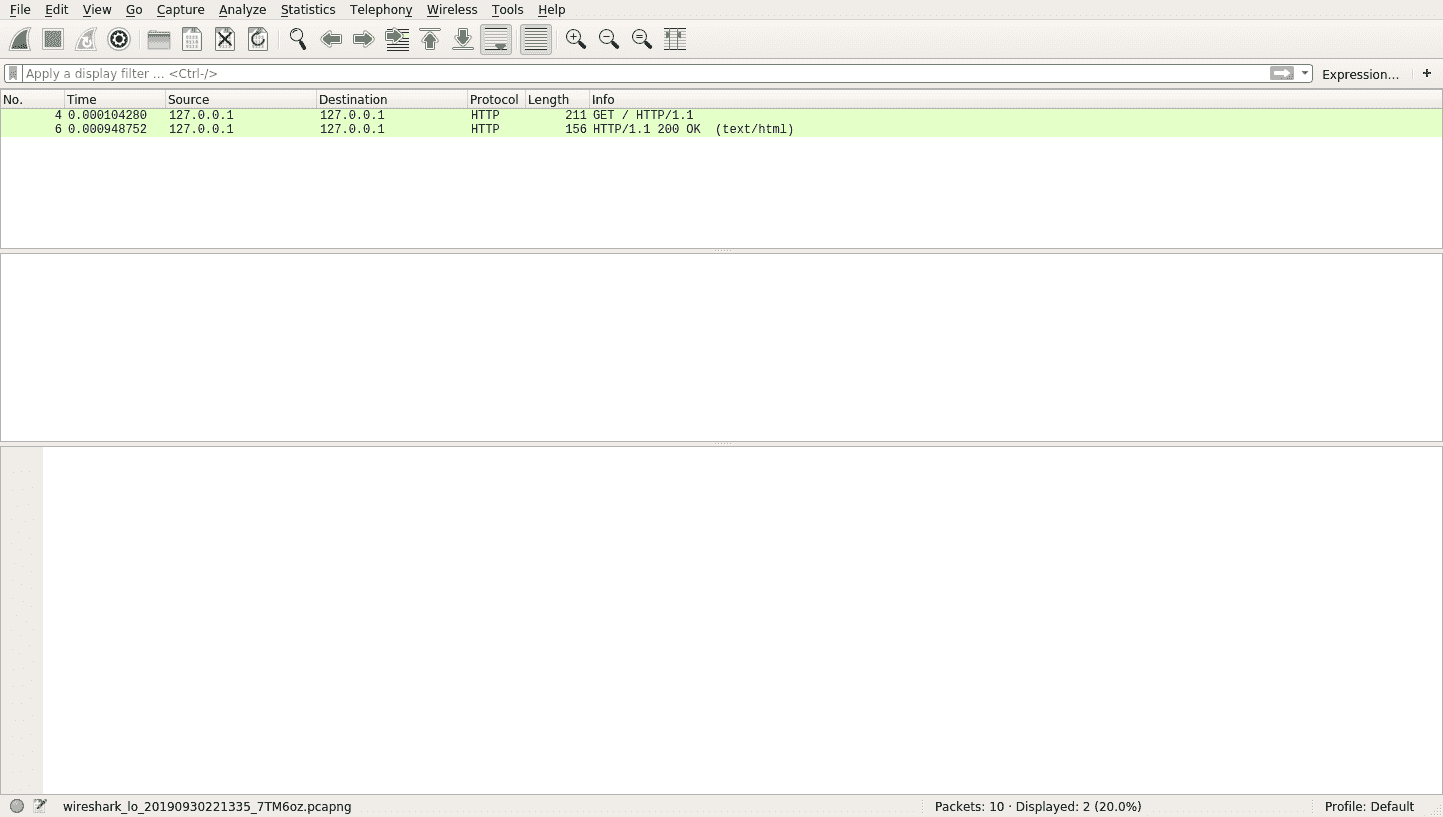 File Edit View Go Capture Analyze Statistics Telephony Wireless Tools Help
Apply a display filter ... <Ctrl-/> Expression... +
No. Time Source Destination Protocol Length Info
4 0.000104280 127.0.0.1 127.0.0.1 HTTP 211 GET / HTTP/1.1
6 0.000948752 127.0.0.1 127.0.0.1 HTTP 156 HTTP/1.1 200 OK (text/html)
wireshark_lo_20190930221335_7TM6oz.pcapng Packets: 10 · Displayed: 2 (20.0%) Profile: Default